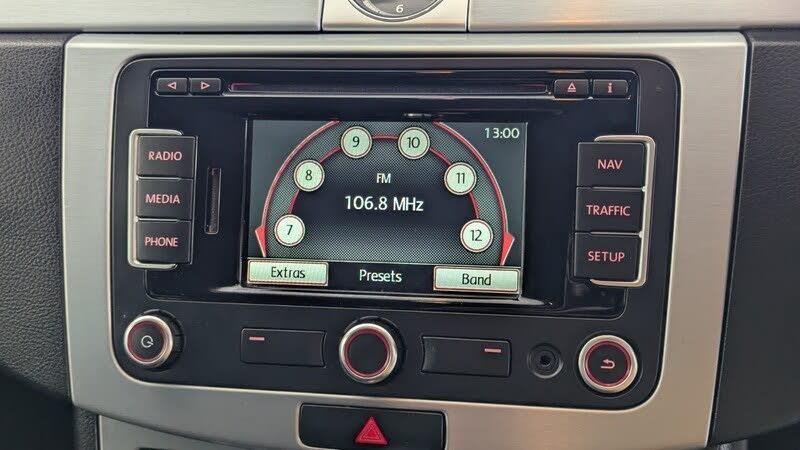 6
i
RADIO
MEDIA
PHONE
13:00
7
8
9
10
11
12
FM
106.8 MHz
Extras
Presets
Band
NAV
TRAFFIC
SETUP